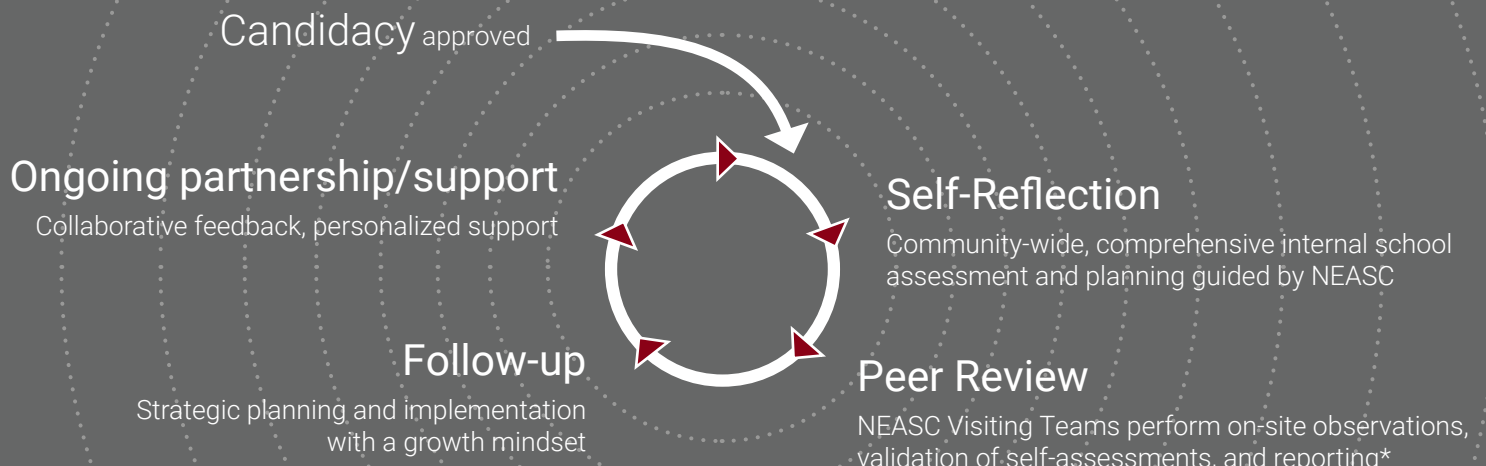 Candidacy approved
Ongoing partnership/support
Collaborative feedback, personalized support
Self-Reflection
Community-wide, comprehensive internal school
assessment and planning guided by NEASC
Follow-up
Strategic planning and implementation
with a growth mindset
Peer Review
NEASC Visiting Teams perform on-site observations,
validation of self-assessments, and reporting*